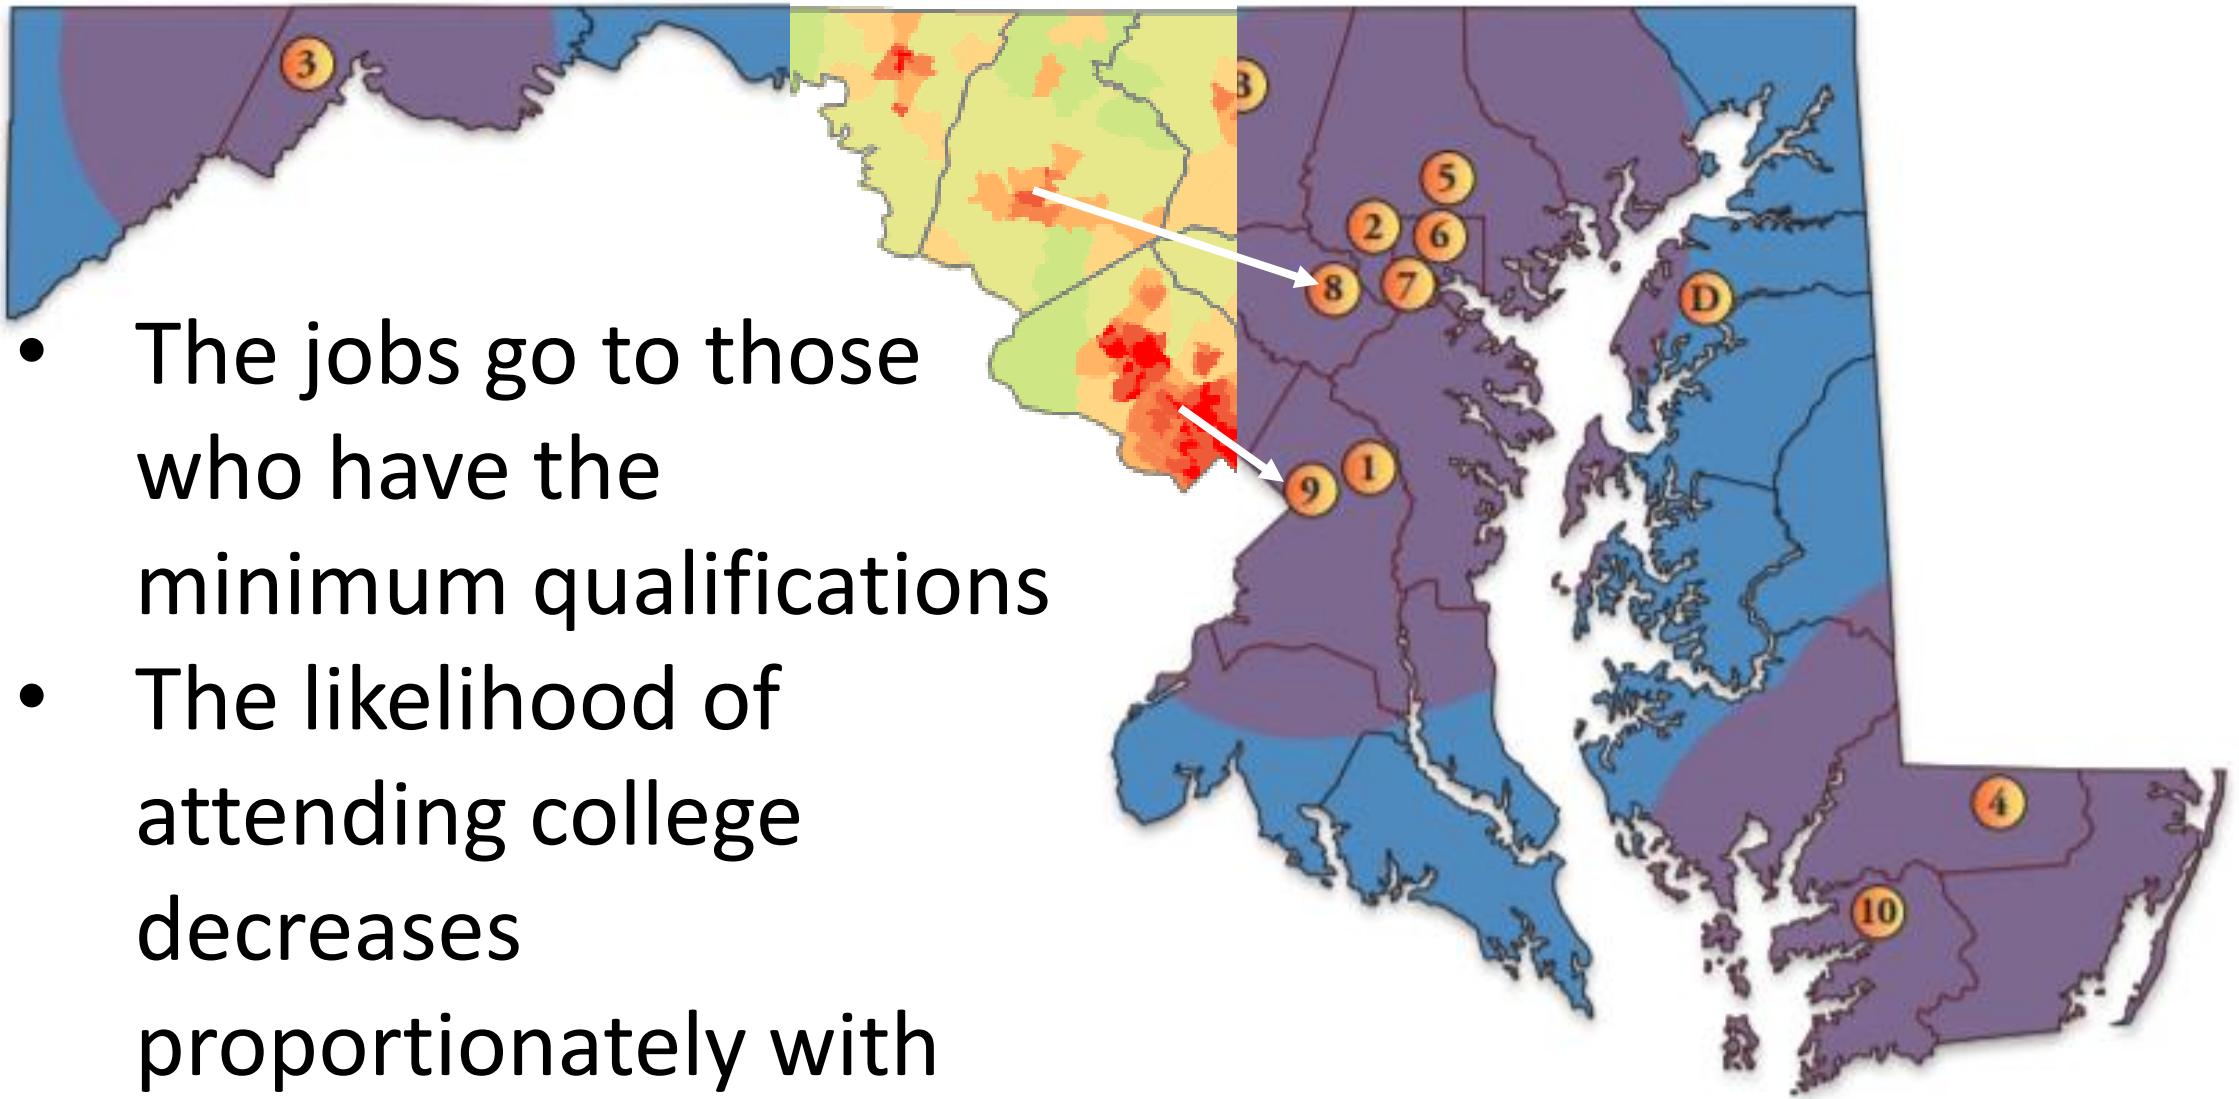 3
3
5
2
6
8
7
D
• The jobs go to those
who have the
minimum qualifications
9
1
• The likelihood of
attending college
4
decreases
10
proportionately with